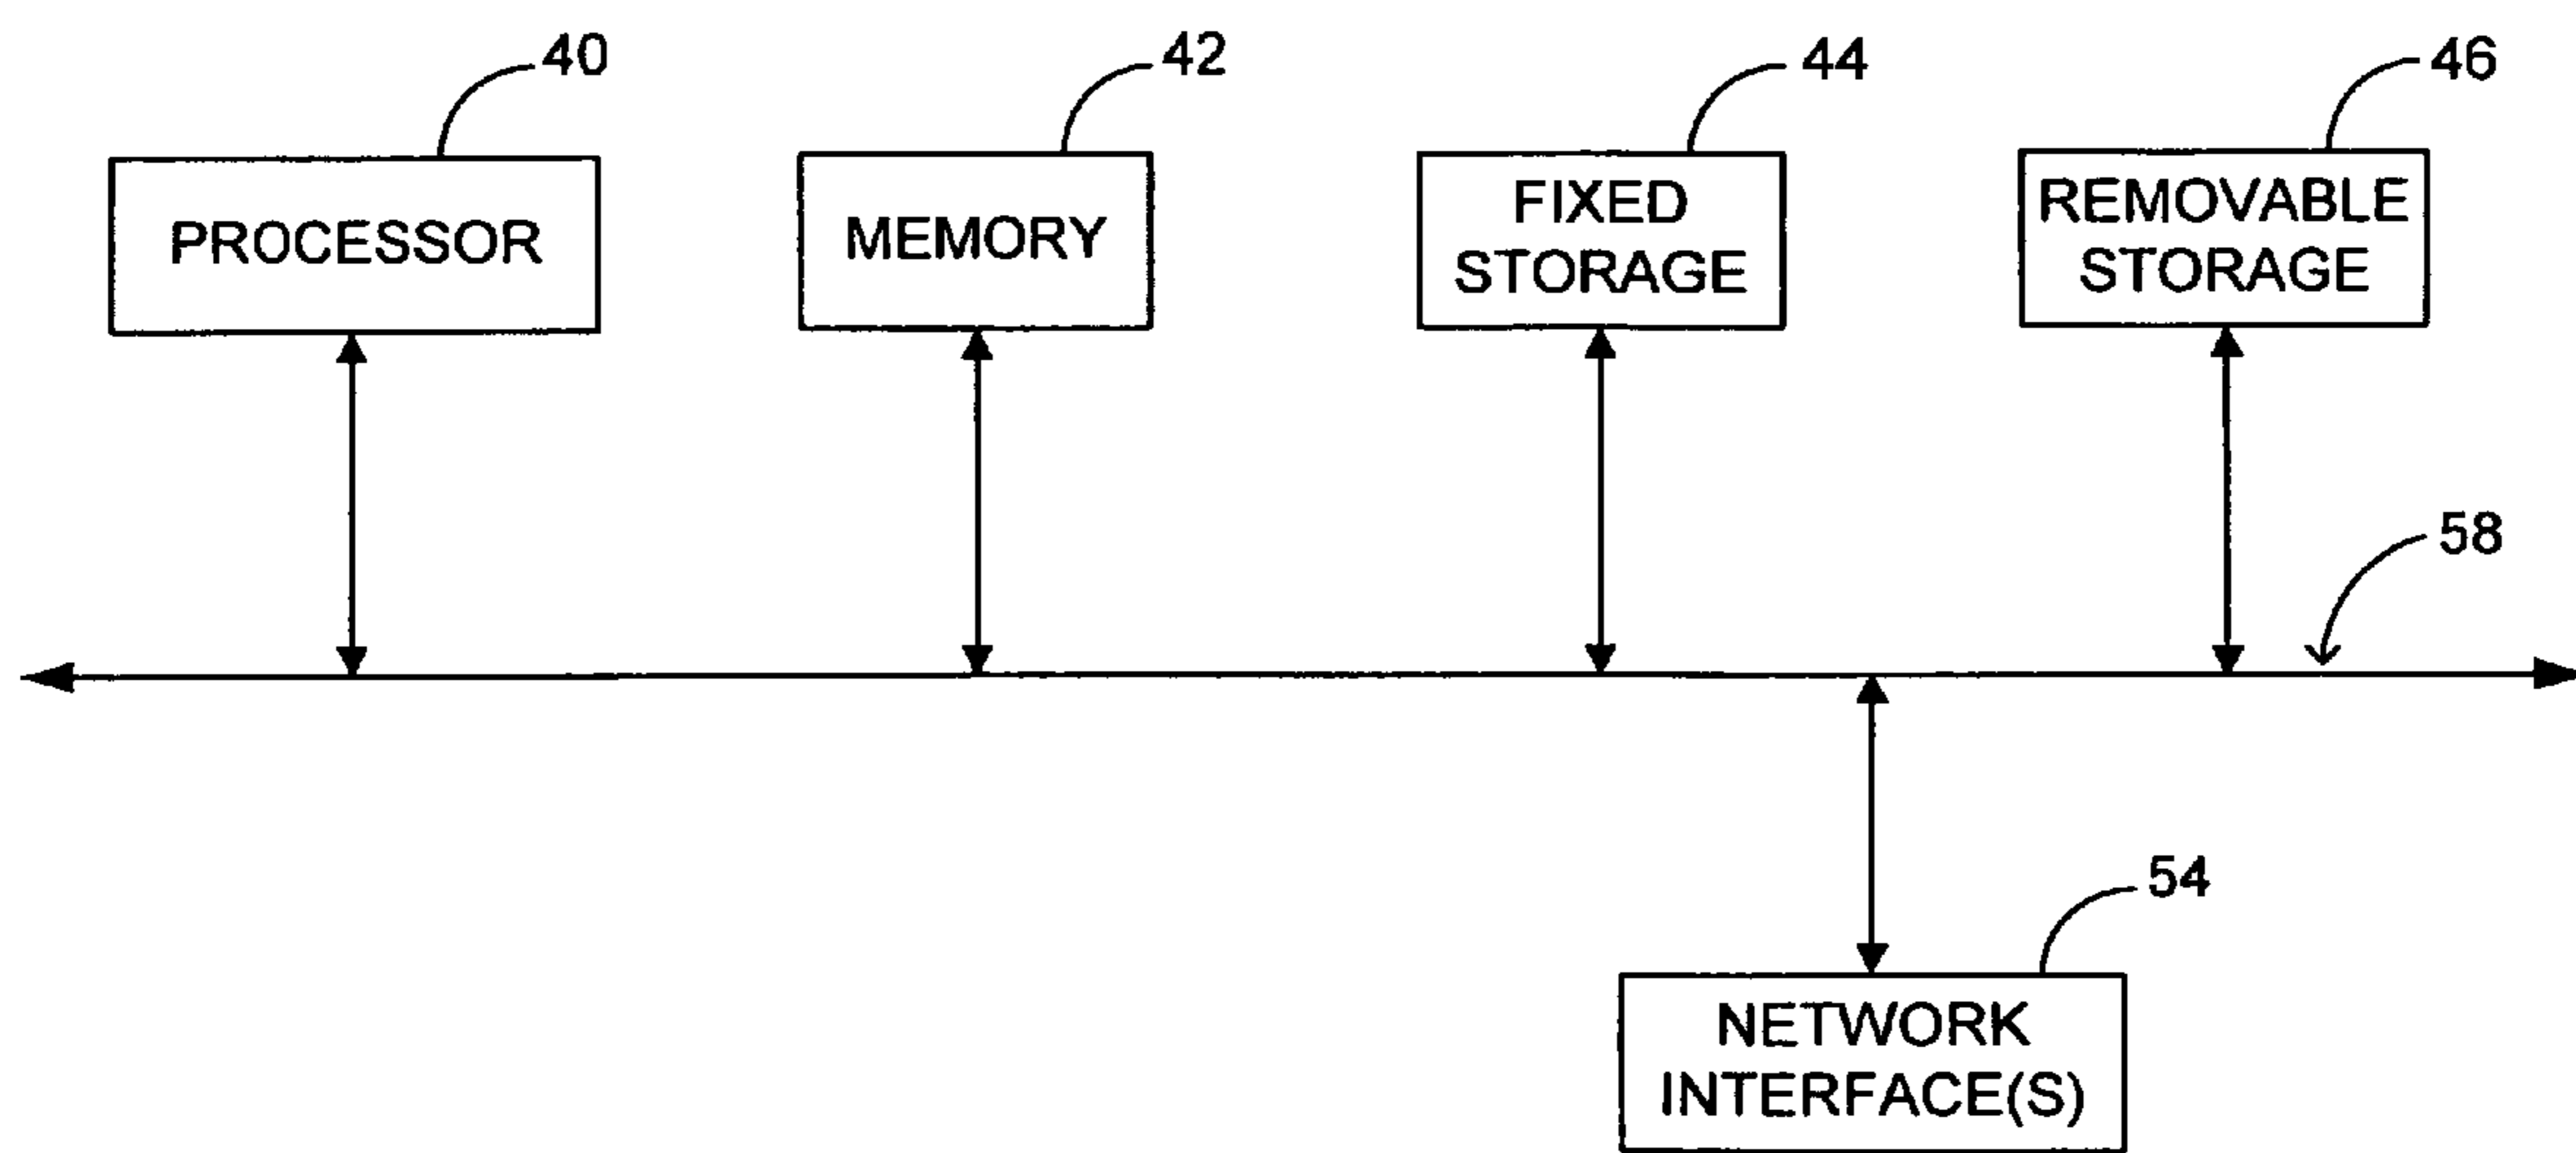 40
42
44
46
PROCESSOR
MEMORY
FIXED
STORAGE
REMOVABLE
STORAGE
58
54
NETWORK
INTERFACE(S)